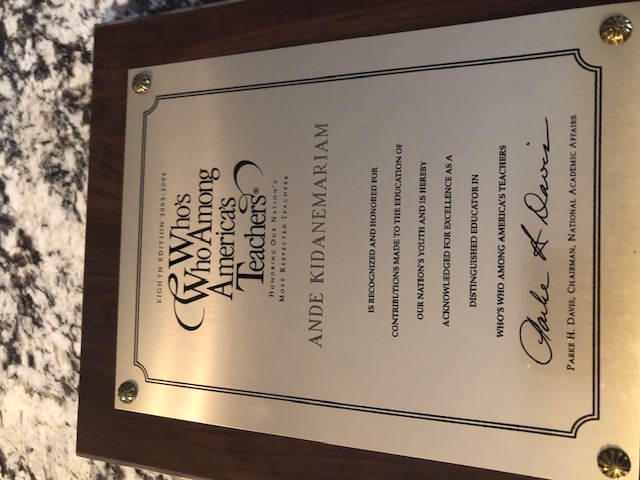 EIGHTH EDITION 2003-2004
Who's
Who Among
America's
Teachers®
HONORING OUR NATION'S
MOST RESPECTED TEACHERS
ANDE KIDANEMARIAM
IS RECOGNIZED AND HONORED FOR
CONTRIBUTIONS MADE TO THE EDUCATION OF
OUR NATION'S YOUTH AND IS HEREBY
ACKNOWLEDGED FOR EXCELLENCE AS A
DISTINGUISHED EDUCATOR IN
WHO'S WHO AMONG AMERICA'S TEACHERS
Parke H Davis
PARKE H. DAVIS, CHAIRMAN, NATIONAL ACADEMIC AFFAIRS